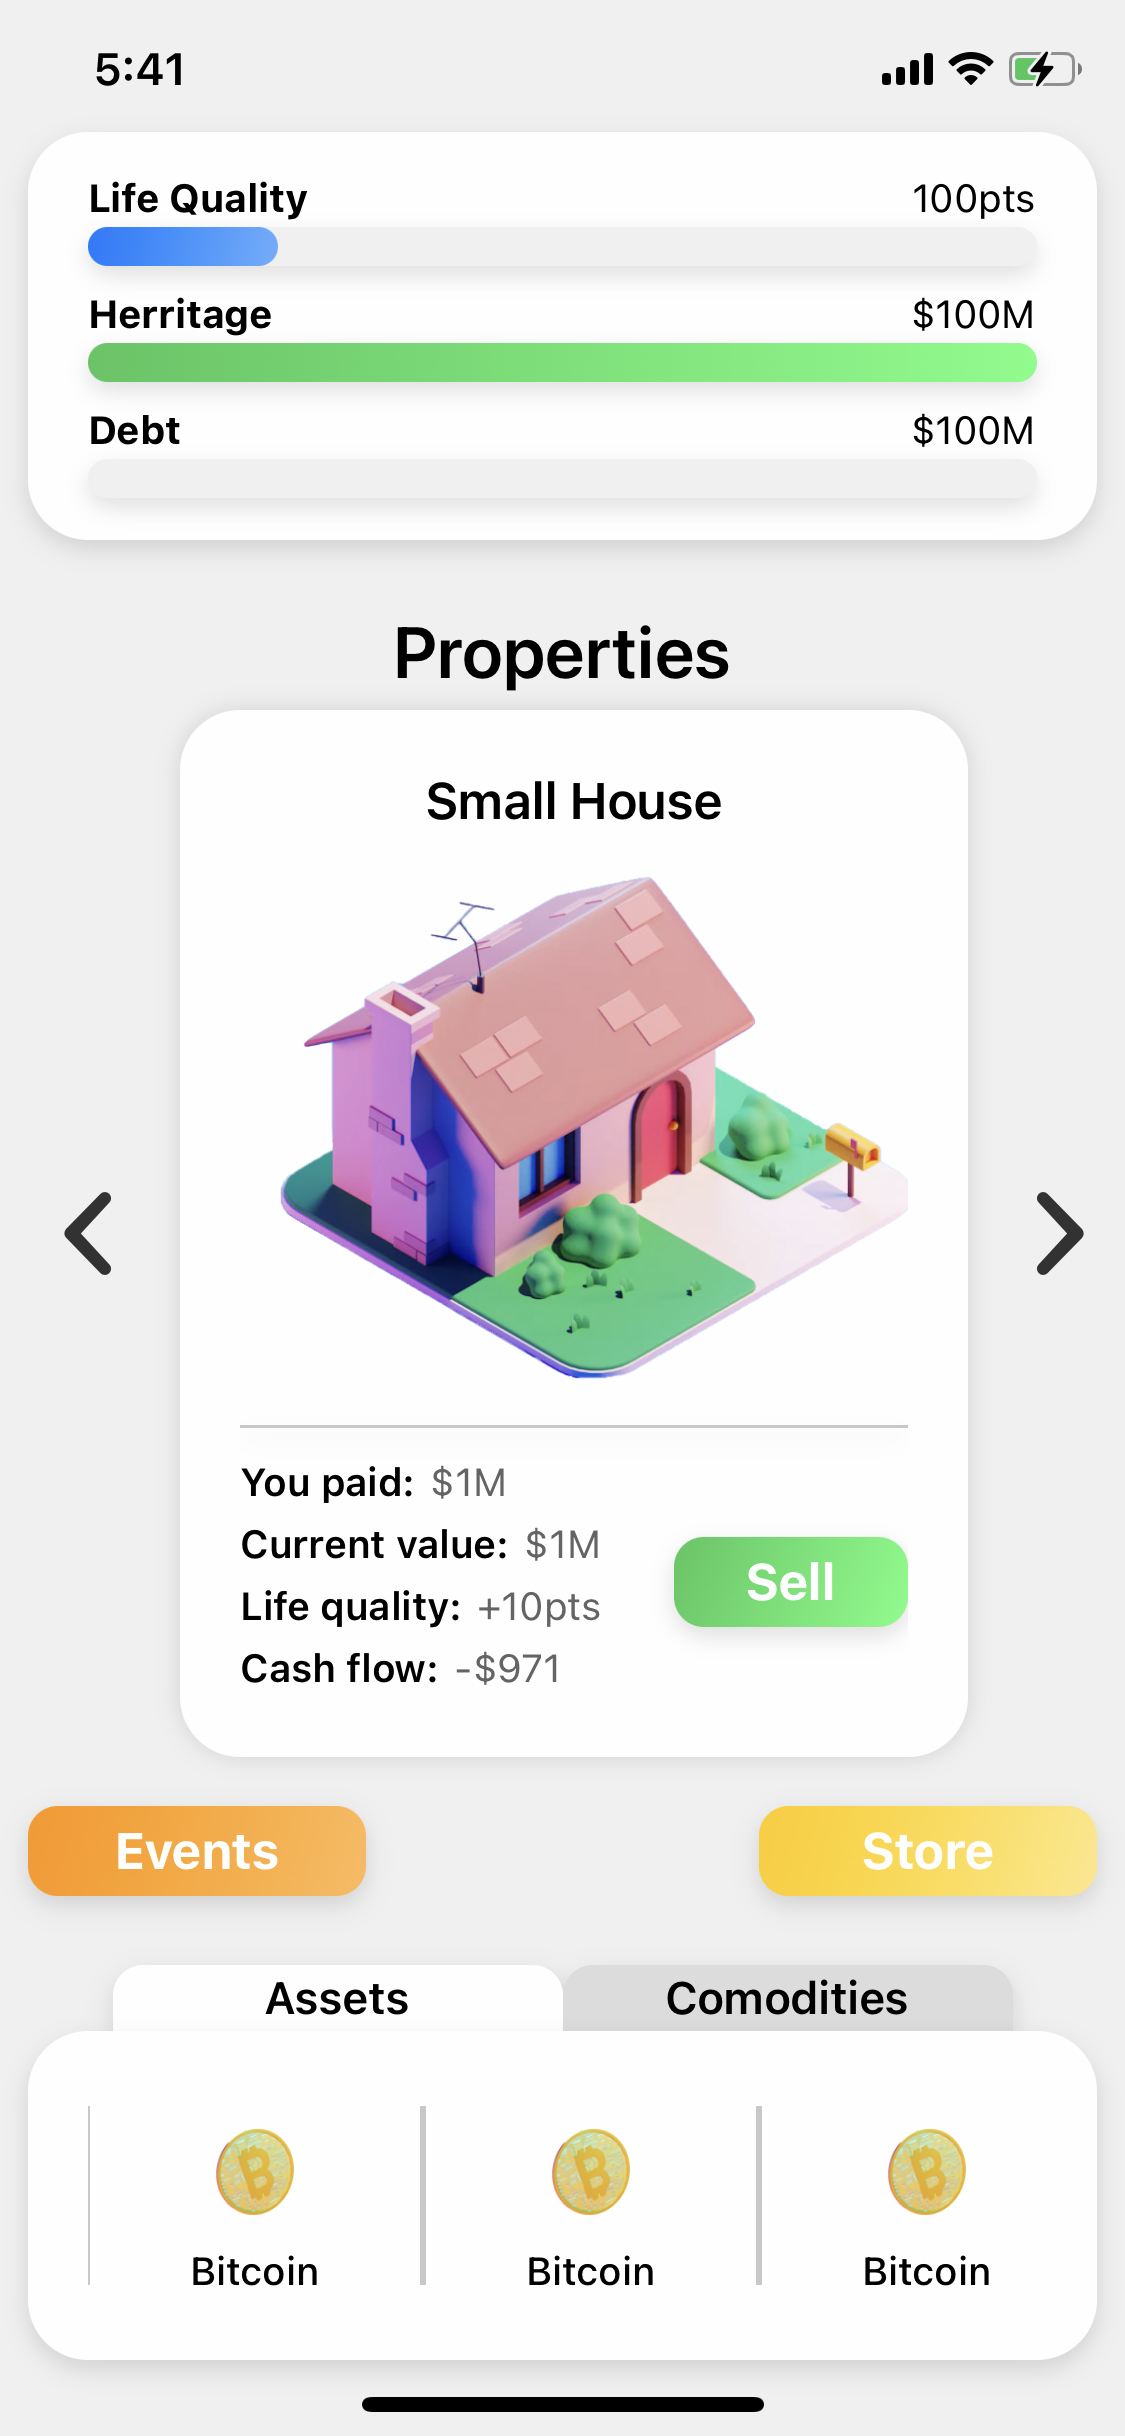 5:41
Life Quality 100pts
Herritage $100M
Debt $100M
Properties
Small House
You paid: $1M
Current value: $1M
Life quality: +10pts
Cash flow: -$971
Sell
Events Store
Assets Comodities
Bitcoin Bitcoin Bitcoin